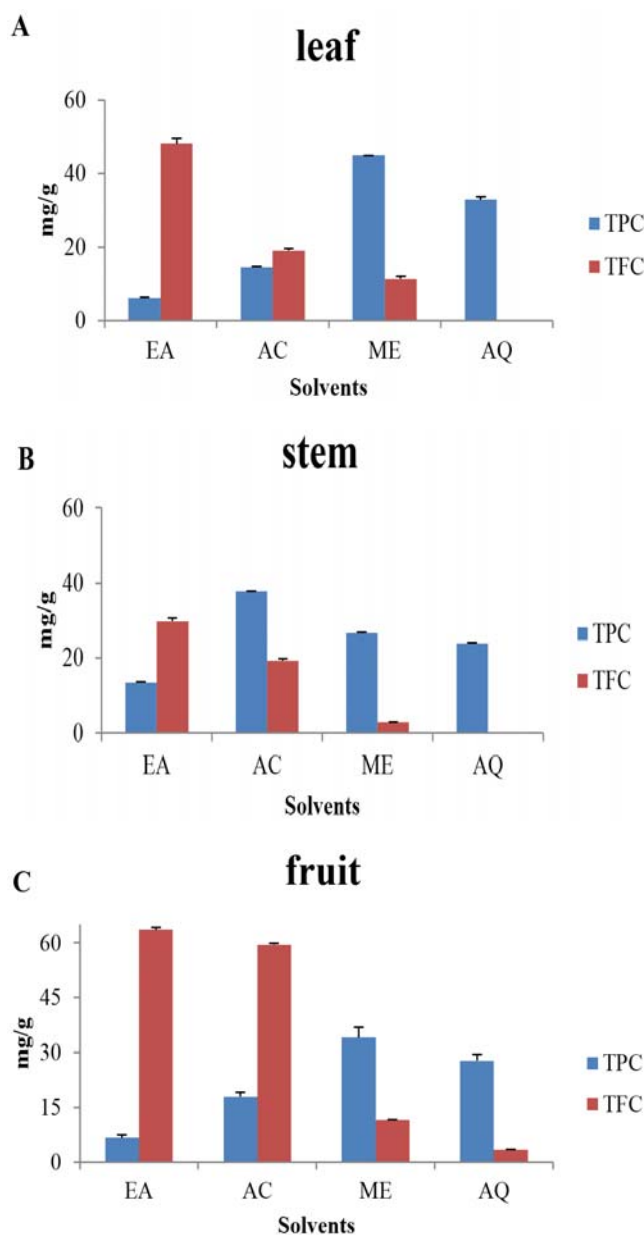 A
leaf
60
40
20
0
mg/g
EA AC ME AQ
Solvents
TPC
TFC
B
stem
60
40
20
0
mg/g
EA AC ME AQ
Solvents
TPC
TFC
C
fruit
60
45
30
15
0
mg/g
EA AC ME AQ
Solvents
TPC
TFC